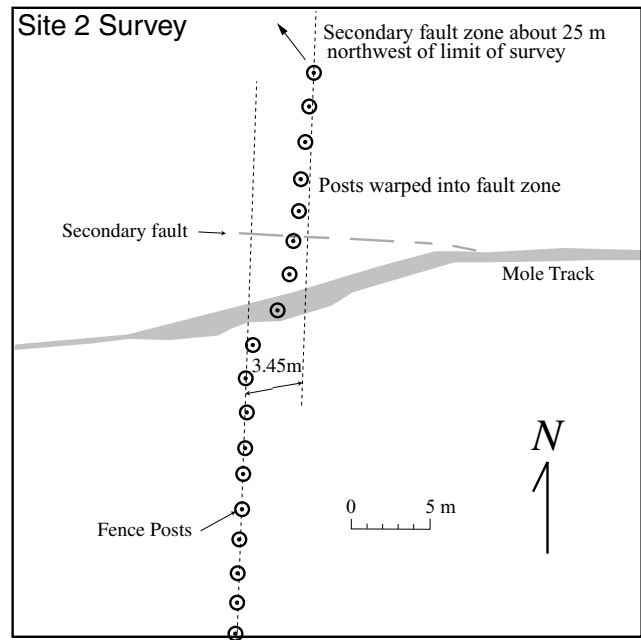 Site 2 Survey
Secondary fault zone about 25 m
northwest of limit of survey
Posts warped into fault zone
Secondary fault
Mole Track
3.45m
N
0 5 m
Fence Posts